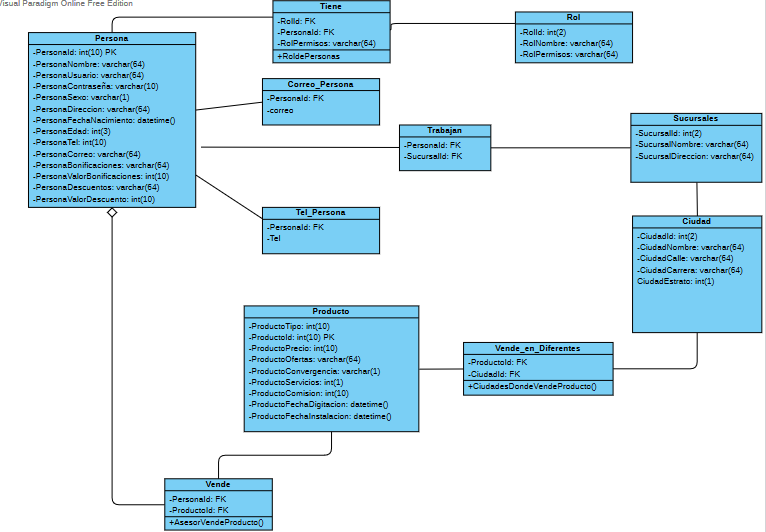 Visual Paradigm Online Free Edition
Tiene
-RolId: FK
-PersonaId: FK
-RolPermisos: varchar(64)
+RoldePersonas
Rol
-RolId: int(2)
-RolNombre: varchar(64)
-RolPermisos: varchar(64)
Persona
-PersonaId: int(10) PK
-PersonaNombre: varchar(64)
-PersonaUsuario: varchar(64)
-PersonaContraseña: varchar(10)
-PersonaSexo: varchar(1)
-PersonaDireccion: varchar(64)
-PersonaFechaNacimiento: datetime()
-PersonaEdad: int(3)
-PersonaTel: int(10)
-PersonaCorreo: varchar(64)
-PersonaBonificaciones: varchar(64)
-PersonaValorBonificaciones: int(10)
-PersonaDescuentos: varchar(64)
-PersonaValorDescuento: int(10)
Correo_Persona
-PersonaId: FK
-correo
Trabajan
-PersonaId: FK
-SucursalId: FK
Sucursales
-SucursalId: int(2)
-SucursalNombre: varchar(64)
-SucursalDireccion: varchar(64)
Tel_Persona
-PersonaId: FK
-Tel
Ciudad
-CiudadId: int(2)
-CiudadNombre: varchar(64)
-CiudadCalle: varchar(64)
-CiudadCarrera: varchar(64)
CiudadEstrato: int(1)
Producto
-ProductoTipo: int(10)
-ProductoId: int(10) PK
-ProductoPrecio: int(10)
-ProductoOfertas: varchar(64)
-ProductoConvergencia: varchar(1)
-ProductoServicios: int(1)
-ProductoComision: int(10)
-ProductoFechaDigitacion: datetime()
-ProductoFechaInstalacion: datetime()
Vende_en_Diferentes
-ProductoId: FK
-CiudadId: FK
+CiudadesDondeVendeProducto()
Vende
-PersonaId: FK
-ProductoId: FK
+AsesorVendeProducto()